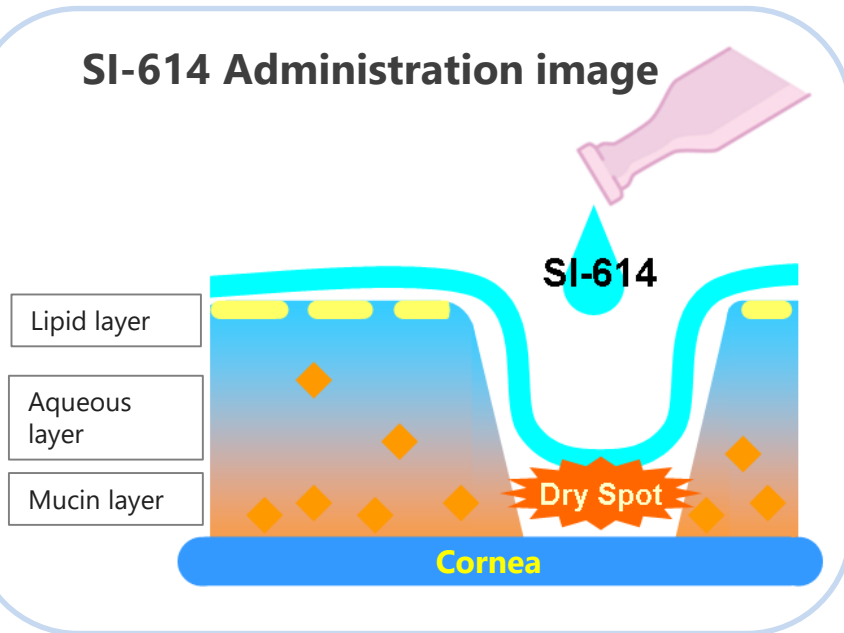 SI-614 Administration image
SI-614
Lipid layer
Aqueous
layer
Mucin layer
Dry Spot
Cornea